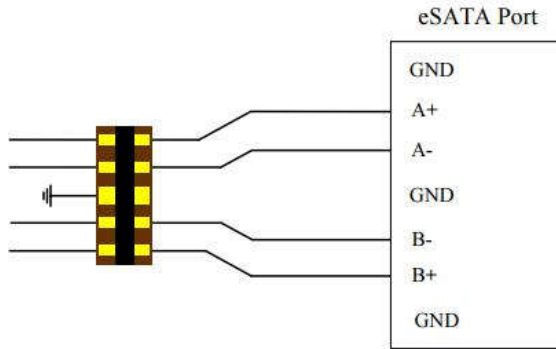 eSATA Port
GND
A+
A-
GND
B-
B+
GND